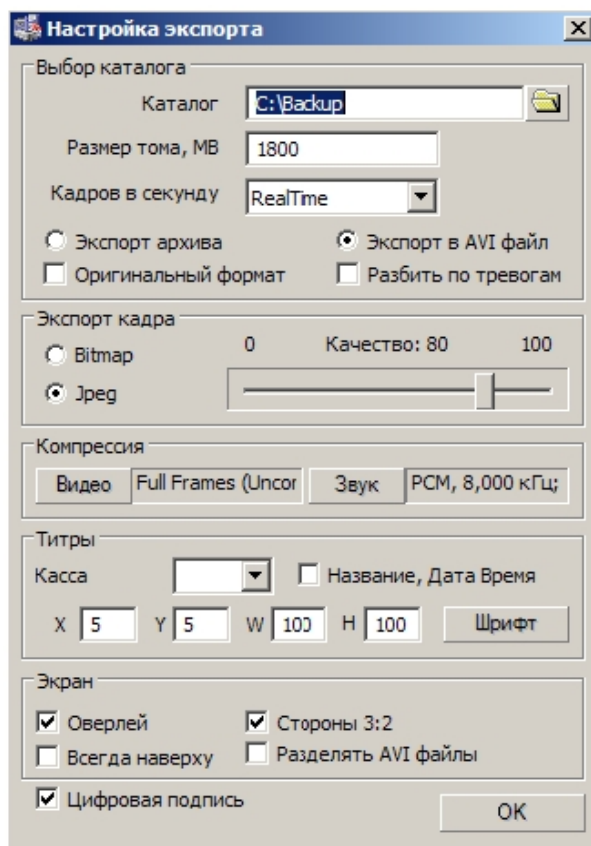 Настройка экспорта
Выбор каталога
Каталог C:\Backup
Размер тома, МВ 1800
Кадров в секунду RealTime
Экспорт архива Экспорт в AVI файл
Оригинальный формат Разбить по тревогам
Экспорт кадра
Bitmap 0 Качество: 80 100
Jpeg
Компрессия
Видео Full Frames (Uncor Звук PCM, 8,000 кГц;
Титры
Касса Название, Дата Время
X 5 Y 5 W 100 H 100 Шрифт
Экран
Оверлей Стороны 3:2
Всегда наверху Разделять AVI файлы
Цифровая подпись OK